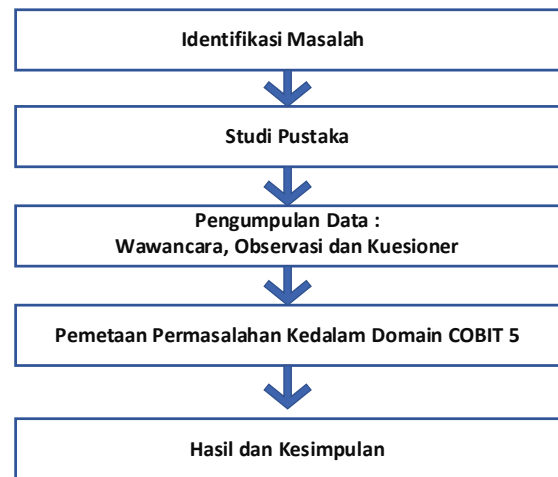 Identifikasi Masalah
Studi Pustaka
Pengumpulan Data :
Wawancara, Observasi dan Kuesioner
Pemetaan Permasalahan Kedalam Domain COBIT 5
Hasil dan Kesimpulan